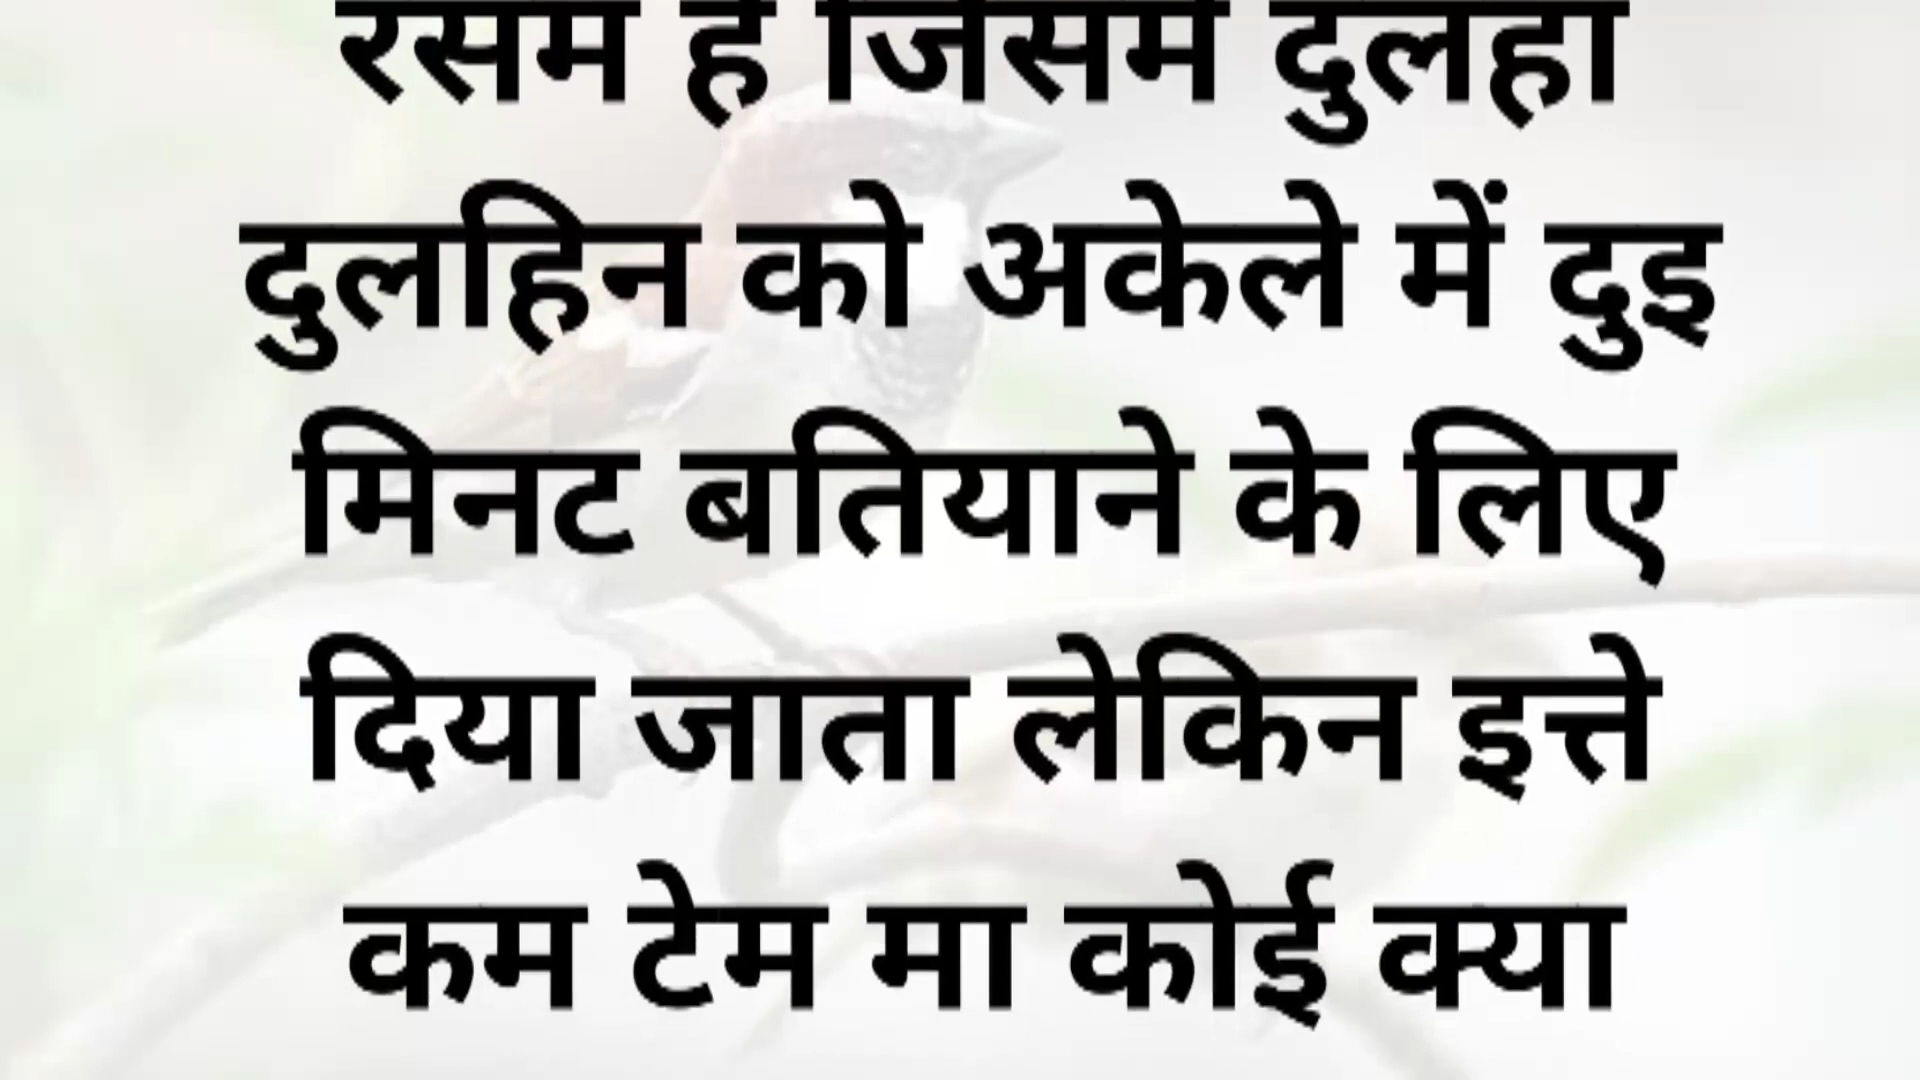 रसम है जिसमें दुलहा
दुलहिन को अकेले में दुइ
मिनट बतियाने के लिए
दिया जाता लेकिन इत्ते
कम टेम मा कोई क्या